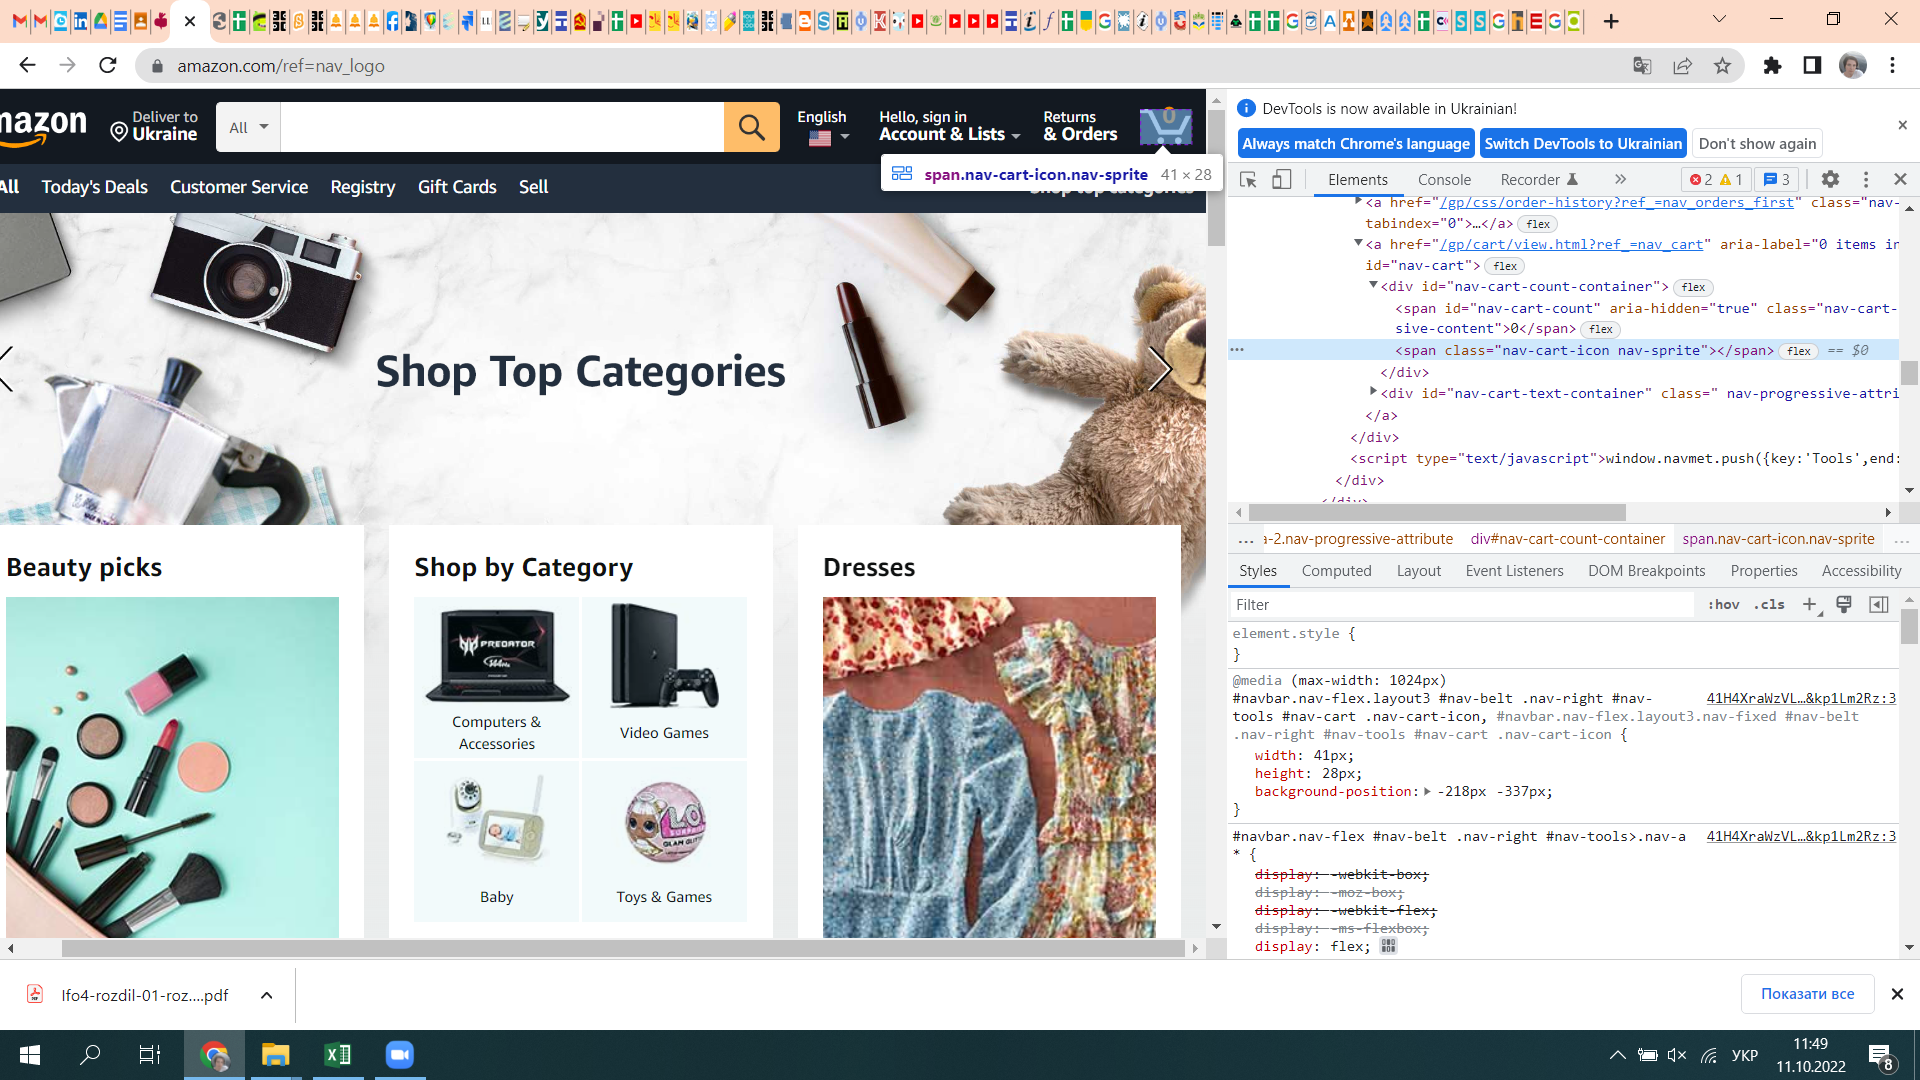 amazon.com/ref=nav_logo
mazon
Deliver to
Ukraine
All
English
Hello, sign in
Account & Lists
Returns
& Orders
0
All
Today's Deals
Customer Service
Registry
Gift Cards
Sell
span.nav-cart-icon.nav-sprite 41 × 28
Shop Top Categories
Beauty picks
Shop by Category
Dresses
PREDATOR
Computers &
Accessories
Video Games
Baby
Toys & Games
DevTools is now available in Ukrainian!
Always match Chrome's language
Switch DevTools to Ukrainian
Don't show again
Elements
Console
Recorder
2
1
3
<a href="/gp/css/order-history?ref_=nav_orders_first" class="nav-
tabindex="0">…</a> flex
<a href="/gp/cart/view.html?ref_=nav_cart" aria-label="0 items in
id="nav-cart"> flex
<div id="nav-cart-count-container"> flex
<span id="nav-cart-count" aria-hidden="true" class="nav-cart-
sive-content">0</span> flex
<span class="nav-cart-icon nav-sprite"></span> flex == $0
</div>
<div id="nav-cart-text-container" class=" nav-progressive-attri
</a>
</div>
<script type="text/javascript">window.navmet.push({key:'Tools',end:
</div>
</div>
… a-2.nav-progressive-attribute div#nav-cart-count-container span.nav-cart-icon.nav-sprite …
Styles
Computed
Layout
Event Listeners
DOM Breakpoints
Properties
Accessibility
Filter
:hov .cls
element.style {
}
@media (max-width: 1024px)
#navbar.nav-flex.layout3 #nav-belt .nav-right #nav- 41H4XraWzVL…&kp1Lm2Rz:3
tools #nav-cart .nav-cart-icon, #navbar.nav-flex.layout3.nav-fixed #nav-belt
.nav-right #nav-tools #nav-cart .nav-cart-icon {
width: 41px;
height: 28px;
background-position: -218px -337px;
}
#navbar.nav-flex #nav-belt .nav-right #nav-tools>.nav-a 41H4XraWzVL…&kp1Lm2Rz:3
* {
display: -webkit-box;
display: -moz-box;
display: -webkit-flex;
display: -ms-flexbox;
display: flex;
lfo4-rozdil-01-roz....pdf
Показати все
УКР
11:49
11.10.2022
8